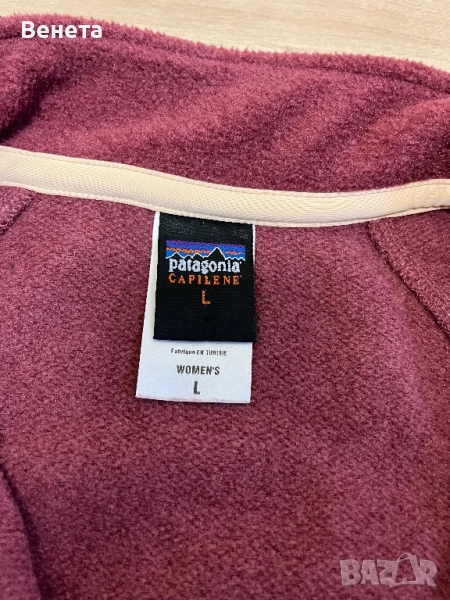 Венета
patagonia
CAPILENE
L
Fabriqué EN TUNISIE
WOMEN'S
L
BAZAR